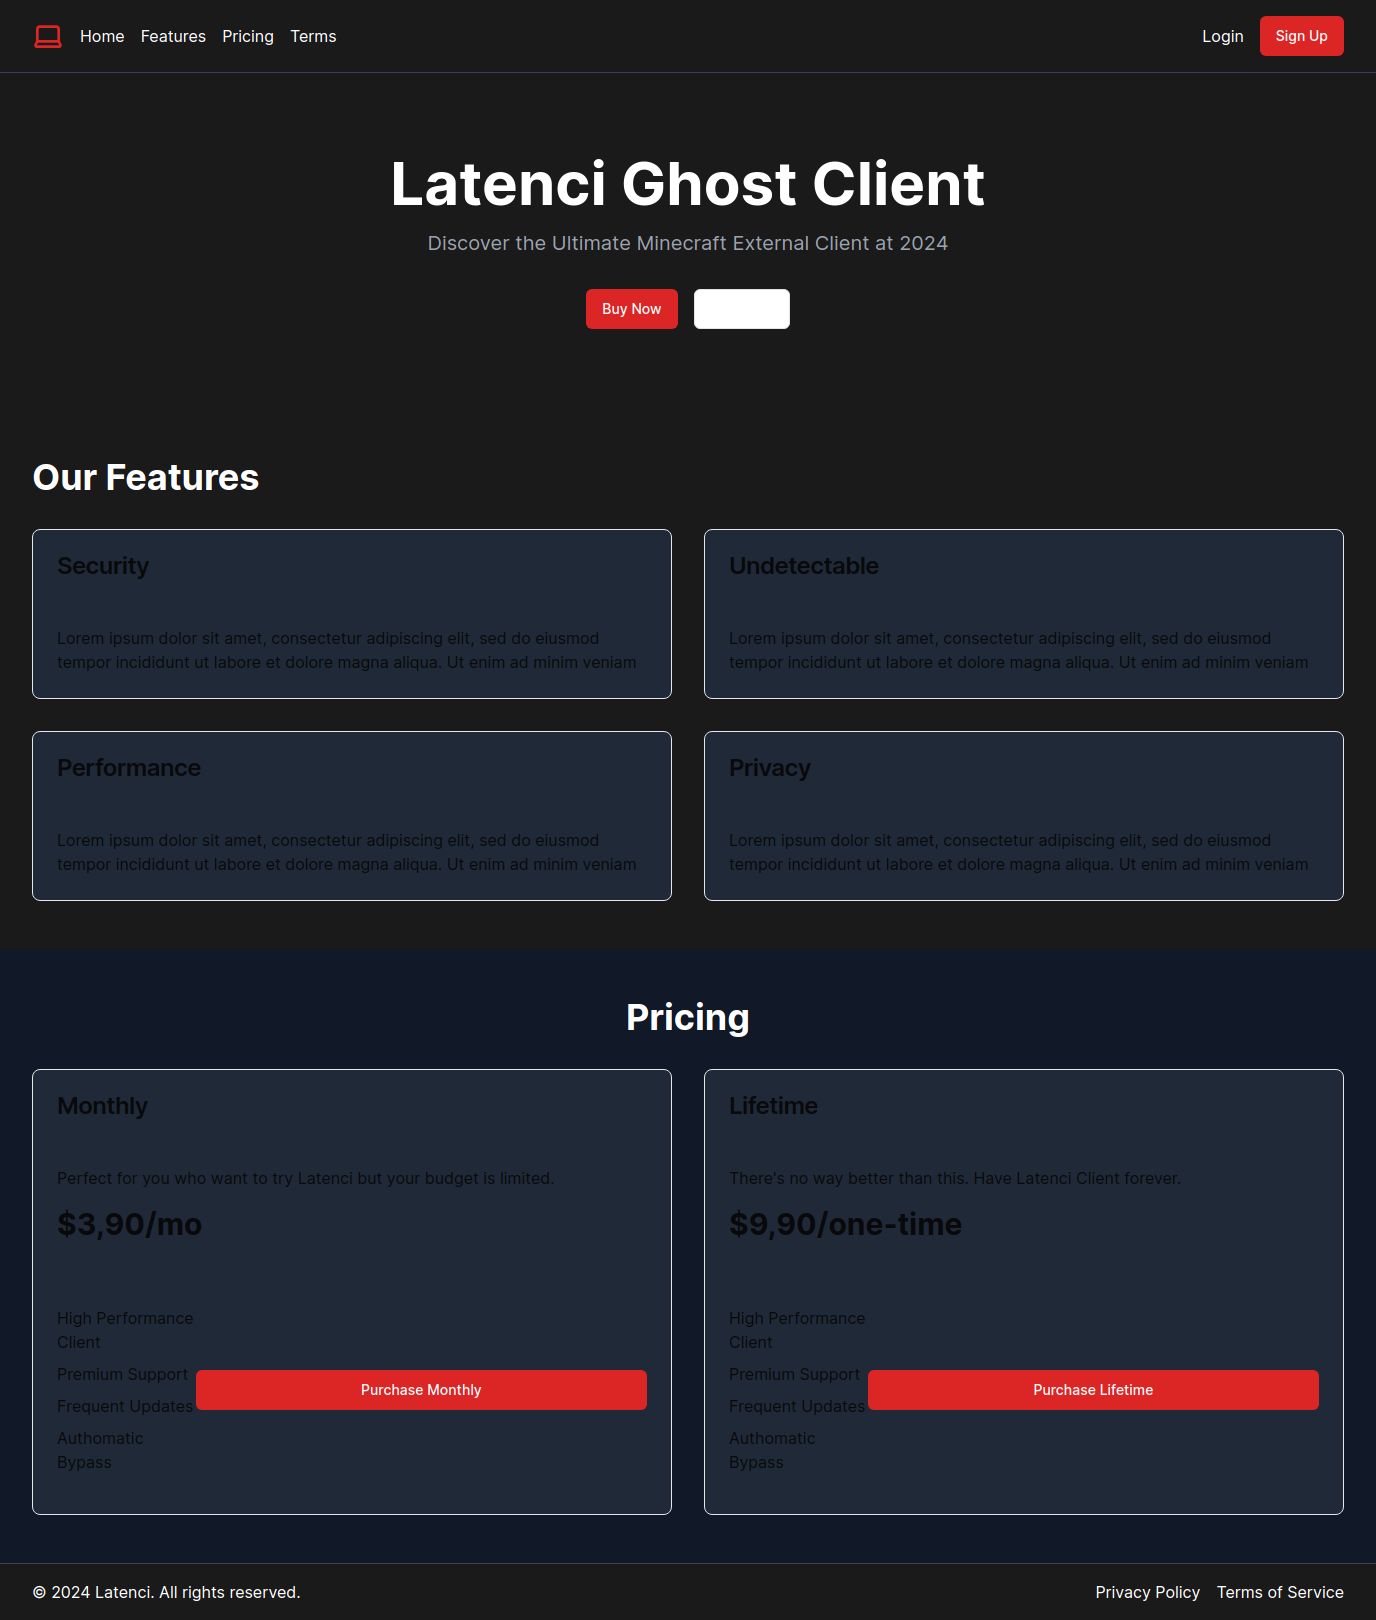 Home Features Pricing Terms
Login Sign Up
Latenci Ghost Client
Discover the Ultimate Minecraft External Client at 2024
Buy Now
Our Features
Security
Lorem ipsum dolor sit amet, consectetur adipiscing elit, sed do eiusmod
tempor incididunt ut labore et dolore magna aliqua. Ut enim ad minim veniam
Undetectable
Lorem ipsum dolor sit amet, consectetur adipiscing elit, sed do eiusmod
tempor incididunt ut labore et dolore magna aliqua. Ut enim ad minim veniam
Performance
Lorem ipsum dolor sit amet, consectetur adipiscing elit, sed do eiusmod
tempor incididunt ut labore et dolore magna aliqua. Ut enim ad minim veniam
Privacy
Lorem ipsum dolor sit amet, consectetur adipiscing elit, sed do eiusmod
tempor incididunt ut labore et dolore magna aliqua. Ut enim ad minim veniam
Pricing
Monthly
Perfect for you who want to try Latenci but your budget is limited.
$3,90/mo
High Performance
Client
Premium Support
Frequent Updates
Authomatic
Bypass
Purchase Monthly
Lifetime
There's no way better than this. Have Latenci Client forever.
$9,90/one-time
High Performance
Client
Premium Support
Frequent Updates
Authomatic
Bypass
Purchase Lifetime
© 2024 Latenci. All rights reserved.
Privacy Policy Terms of Service